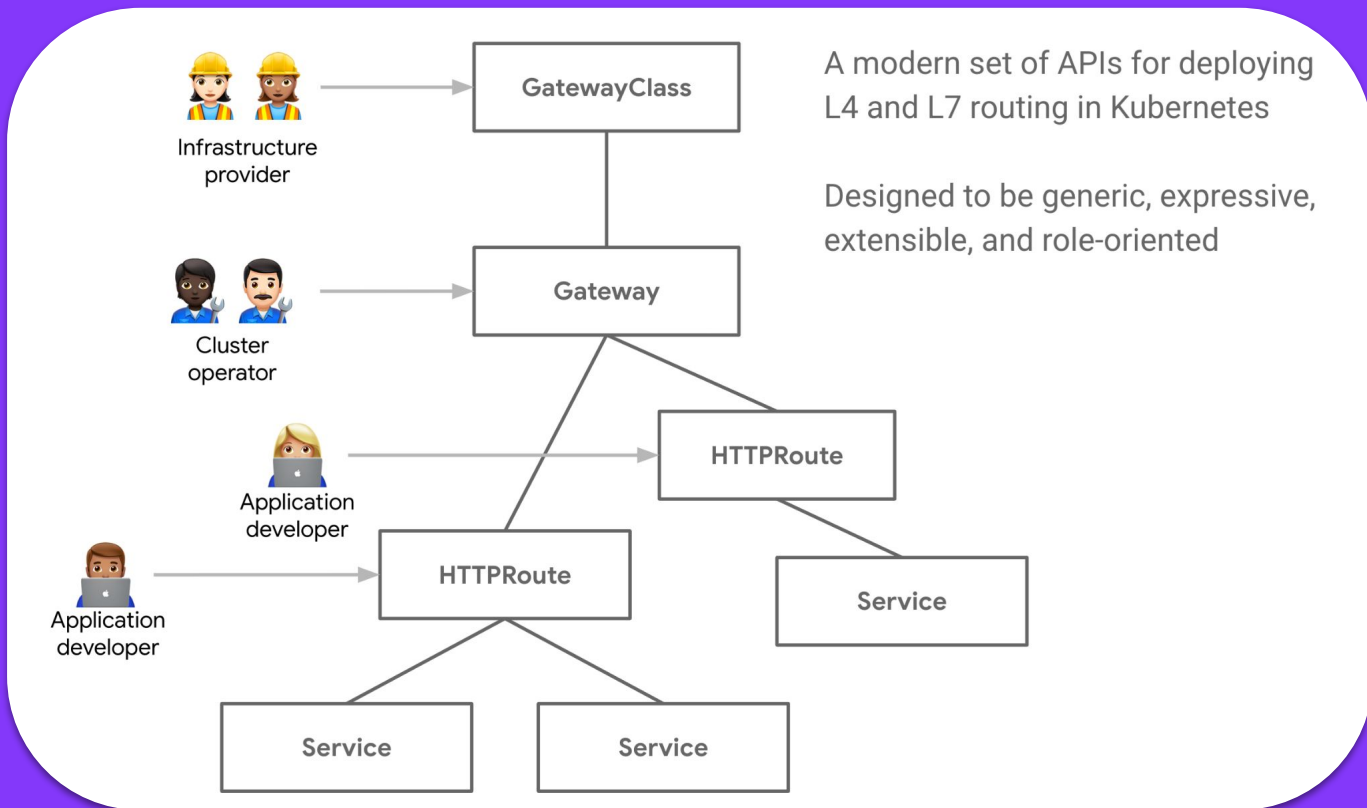 GatewayClass
A modern set of APIs for deploying
L4 and L7 routing in Kubernetes
Infrastructure
provider
Designed to be generic, expressive,
extensible, and role-oriented
Gateway
Cluster
operator
HTTPRoute
Application
developer
HTTPRoute
Application
developer
Service
Service
Service